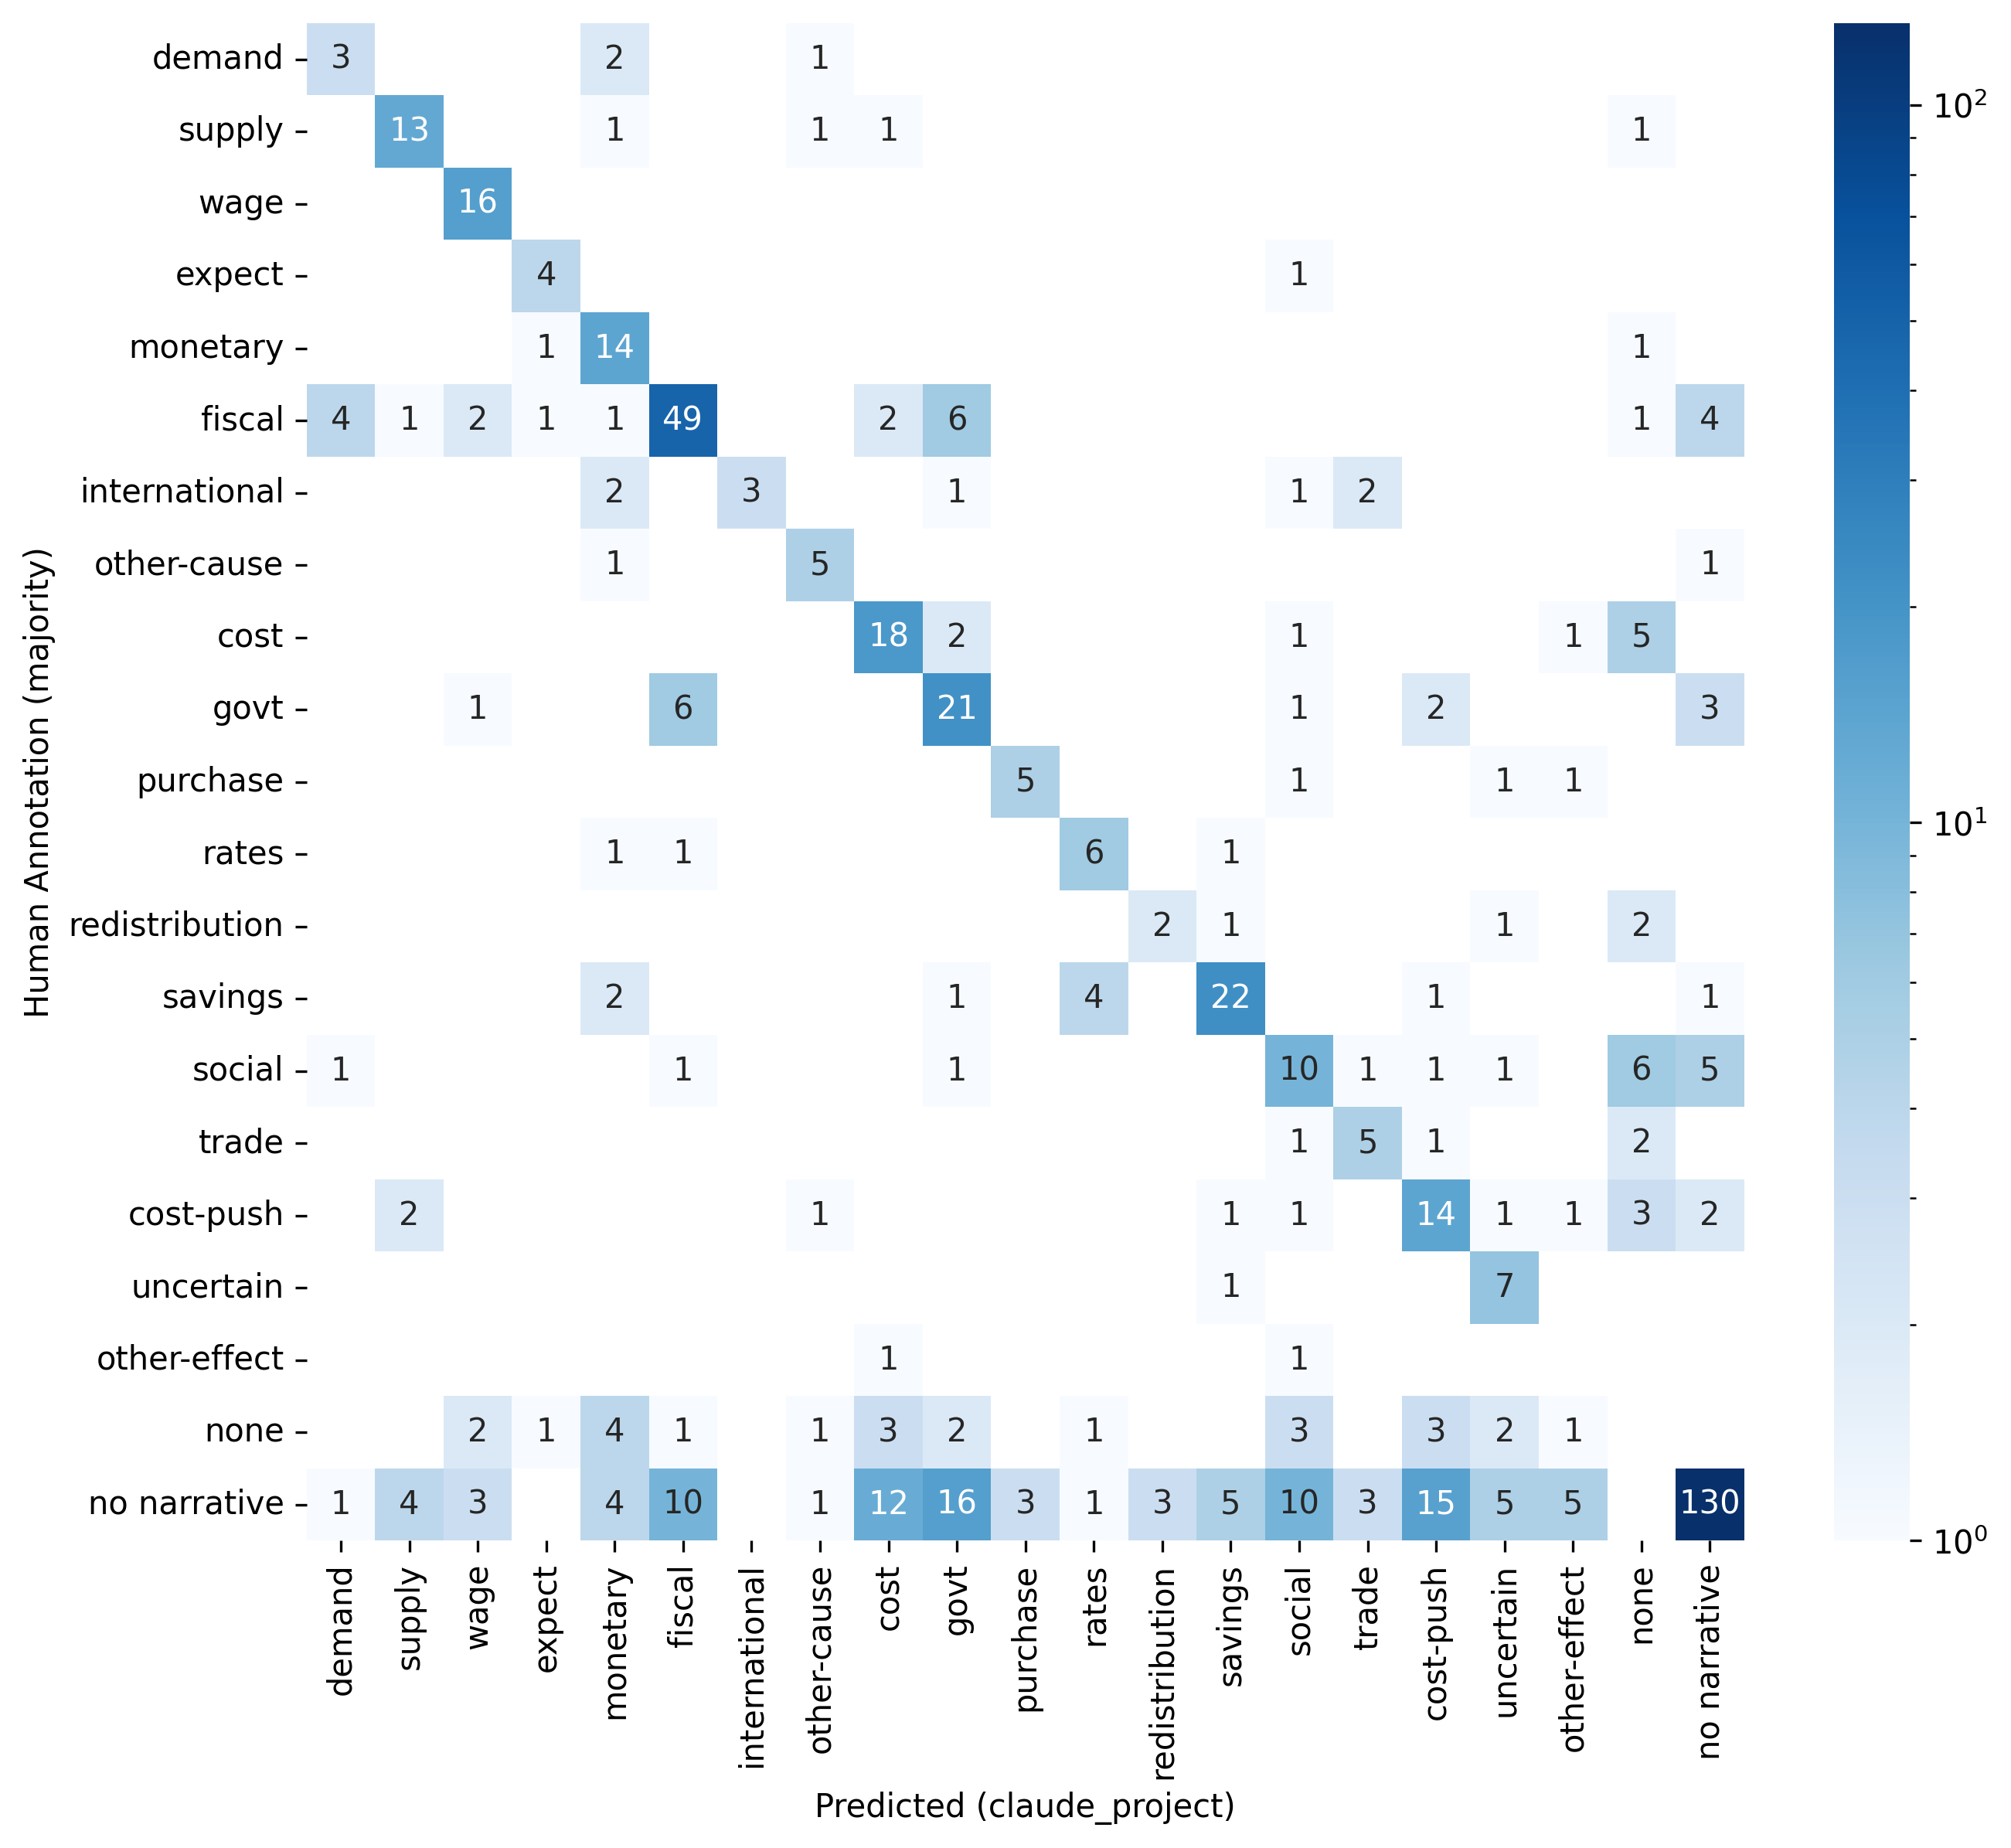 demand 3 2 1
supply 13 1 1 1 1
wage 16
expect 4 1
monetary 1 14 1
fiscal 4 1 2 1 1 49 2 6 1 4
international 2 3 1 1 2
other-cause 1 5 1
cost 18 2 1 1 5
govt 1 6 21 1 2 3
purchase 5 1 1 1
rates 1 1 6 1
redistribution 2 1 1 2
savings 2 1 4 22 1 1
social 1 1 1 10 1 1 1 6 5
trade 1 5 1 2
cost-push 2 1 1 1 14 1 1 3 2
uncertain 1 7
other-effect 1 1
none 2 1 4 1 1 3 2 1 3 3 2 1
no narrative 1 4 3 4 10 1 12 16 3 1 3 5 10 3 15 5 5 130
demand supply wage expect monetary fiscal international other-cause cost govt purchase rates redistribution savings social trade cost-push uncertain other-effect none no narrative
Predicted (claude_project)
Human Annotation (majority)
10²
10¹
10⁰